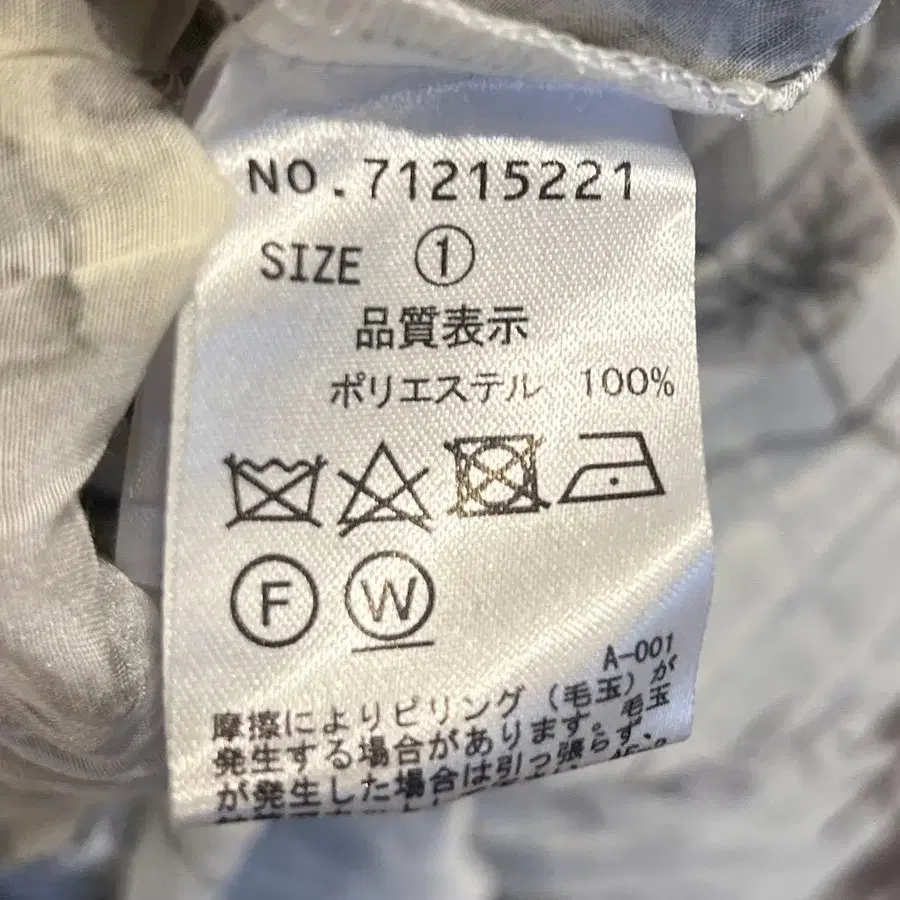 NO.71215221
SIZE ①
品質表示
ポリエステル 100%
F W
A-001
摩擦によりピリング(毛玉)が
発生する場合があります。毛玉
が発生した場合は引っ張らず、